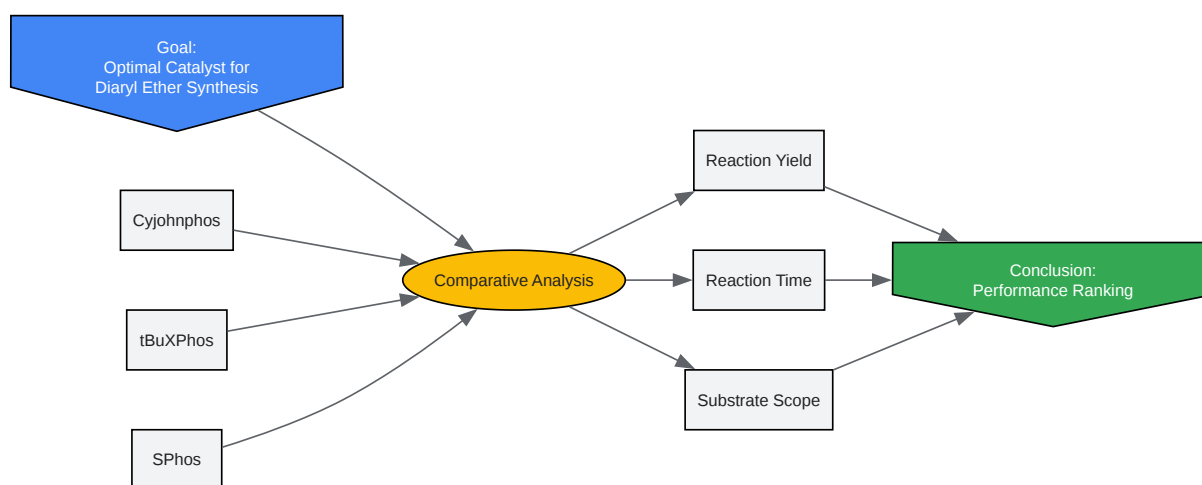 Goal:
Optimal Catalyst for
Diaryl Ether Synthesis
Cyjohnphos
tBuXPhos
SPhos
Comparative Analysis
Reaction Yield
Reaction Time
Substrate Scope
Conclusion:
Performance Ranking